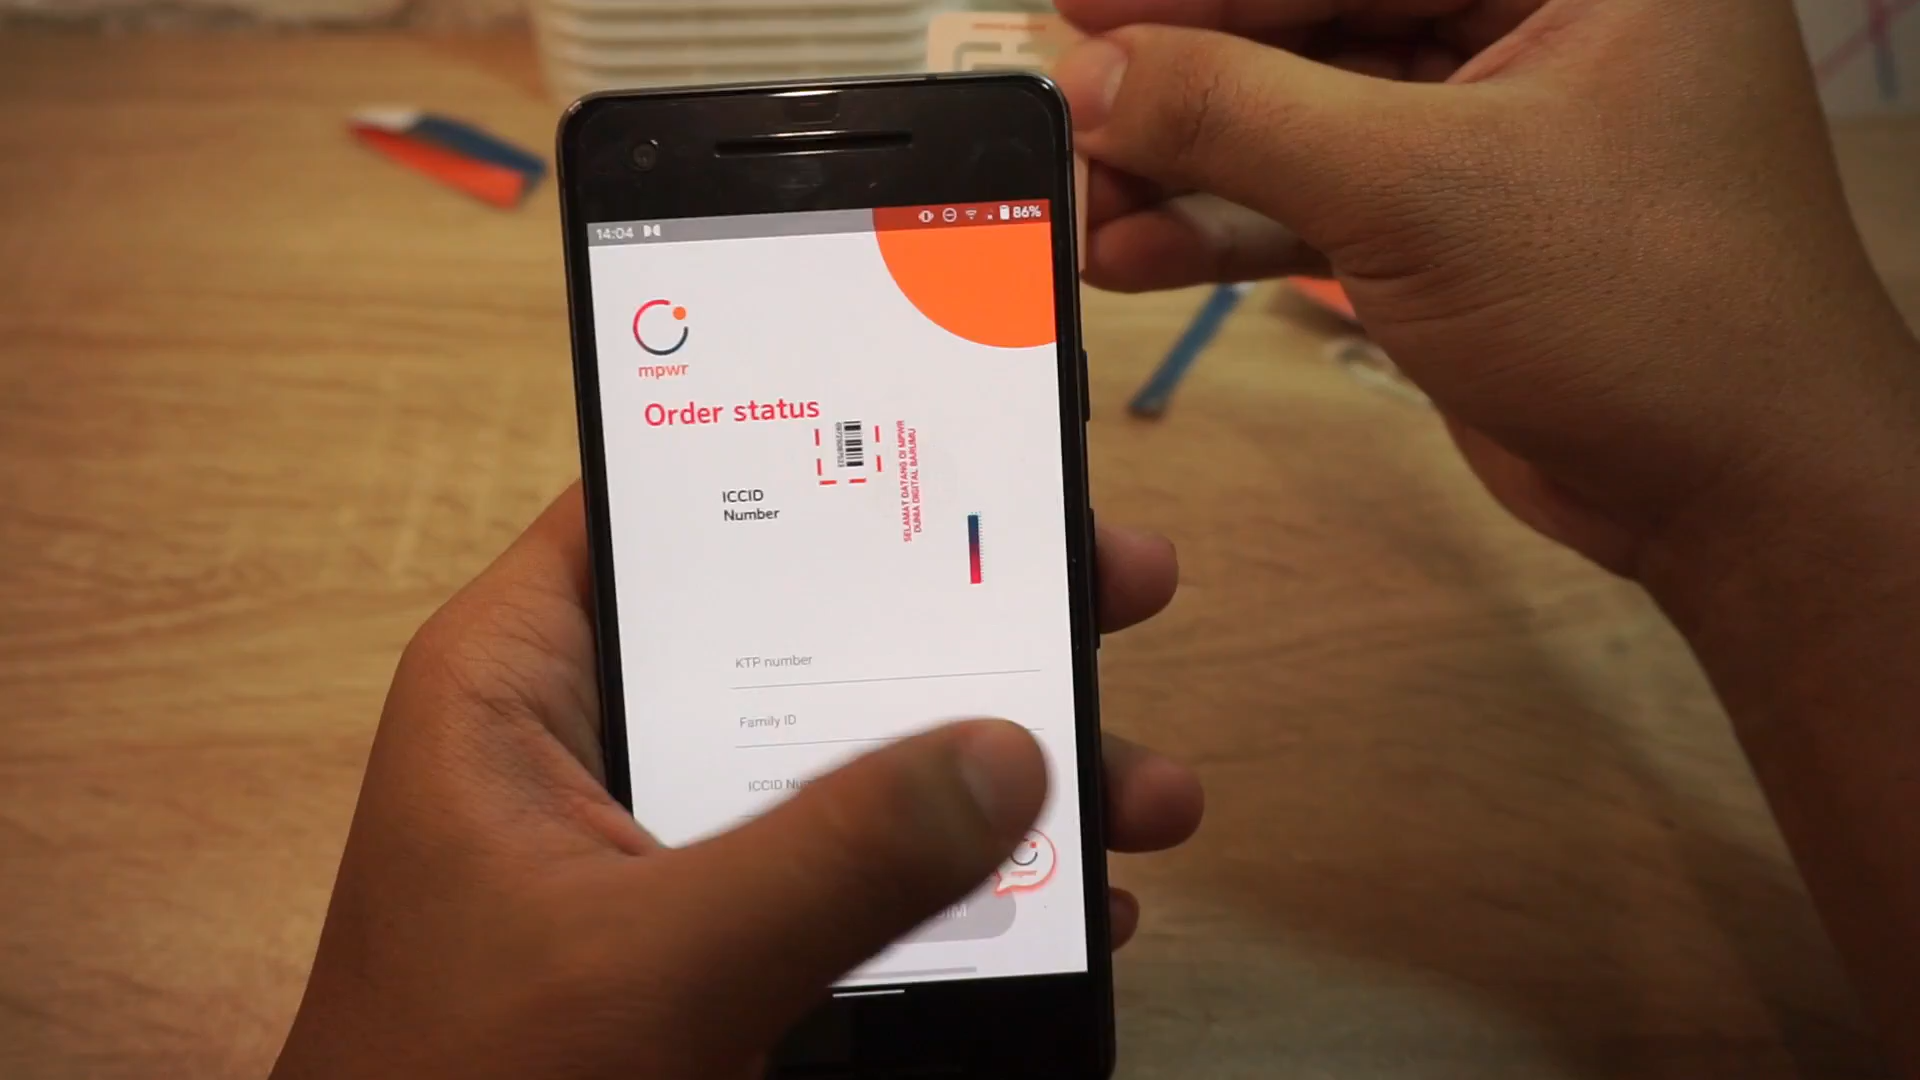 14:04
86%
mpwr
Order status
SELAMAT DATANG DI MPWR
DUNIA DIGITAL BARUMU
ICCID
Number
KTP number
Family ID
ICCID
mpwr